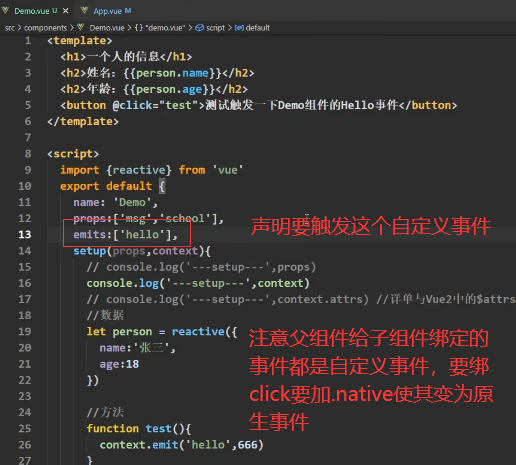 Demo.vue M
App.vue M
src > components > Demo.vue > {} "demo.vue" > script > default
1 <template>
2 <h1>一个人的信息</h1>
3 <h2>姓名：{{person.name}}</h2>
4 <h2>年龄：{{person.age}}</h2>
5 <button @click="test">测试触发一下Demo组件的Hello事件</button>
6 </template>
7
8 <script>
9 import {reactive} from 'vue'
10 export default {
11 name: 'Demo',
12 props:['msg','school'],
13 emits:['hello'],
声明要触发这个自定义事件
14 setup(props,context){
15 // console.log('---setup---',props)
16 console.log('---setup---',context)
17 // console.log('---setup---',context.attrs) //详单与Vue2中的$attrs
18 //数据
19 let person = reactive({
20 name:'张三',
21 age:18
22 })
23
24 //方法
25 function test(){
26 context.emit('hello',666)
27 }
注意父组件给子组件绑定的
事件都是自定义事件，要绑
click要加.native使其变为原
生事件